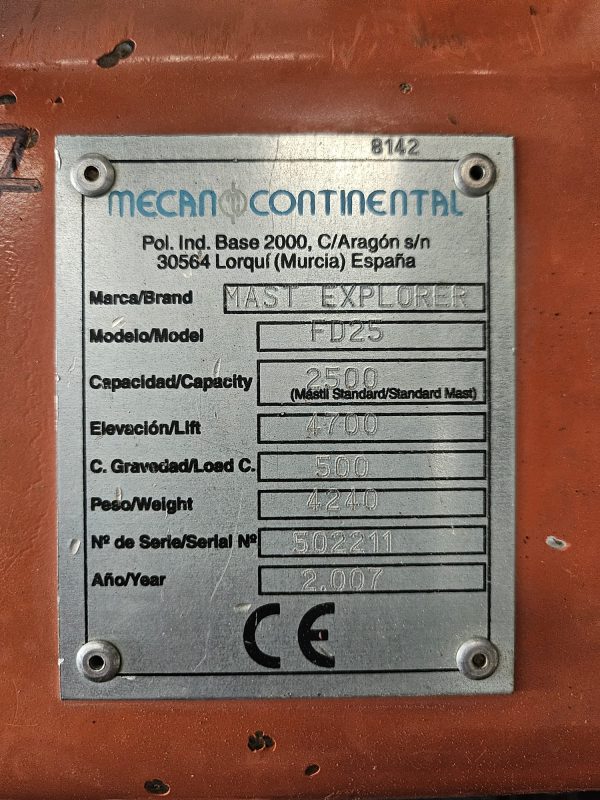 8142
MECANOCONTINENTAL
Pol. Ind. Base 2000, C/Aragón s/n
30564 Lorquí (Murcia) España
Marca/Brand MAST EXPLORER
Modelo/Model FD25
Capacidad/Capacity 2500
(Mástil Standard/Standard Mast)
Elevación/Lift 4700
C. Gravedad/Load C. 500
Peso/Weight 4240
Nº de Serie/Serial Nº 502211
Año/Year 2.007
CE